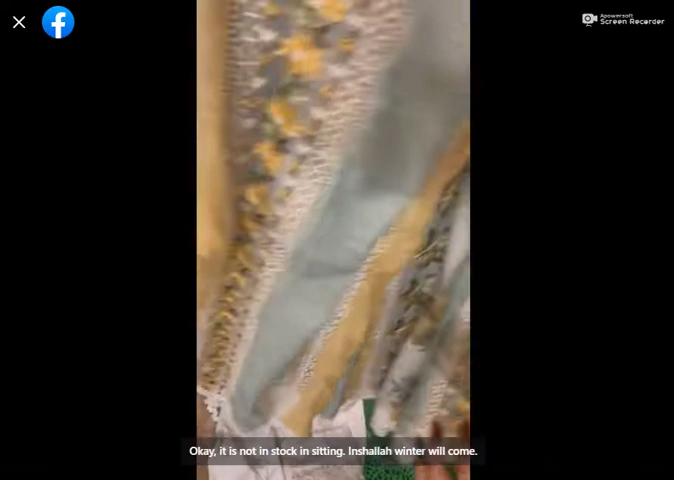 Apowersoft
Screen Recorder
Okay, it is not in stock in sitting. Inshallah winter will come.